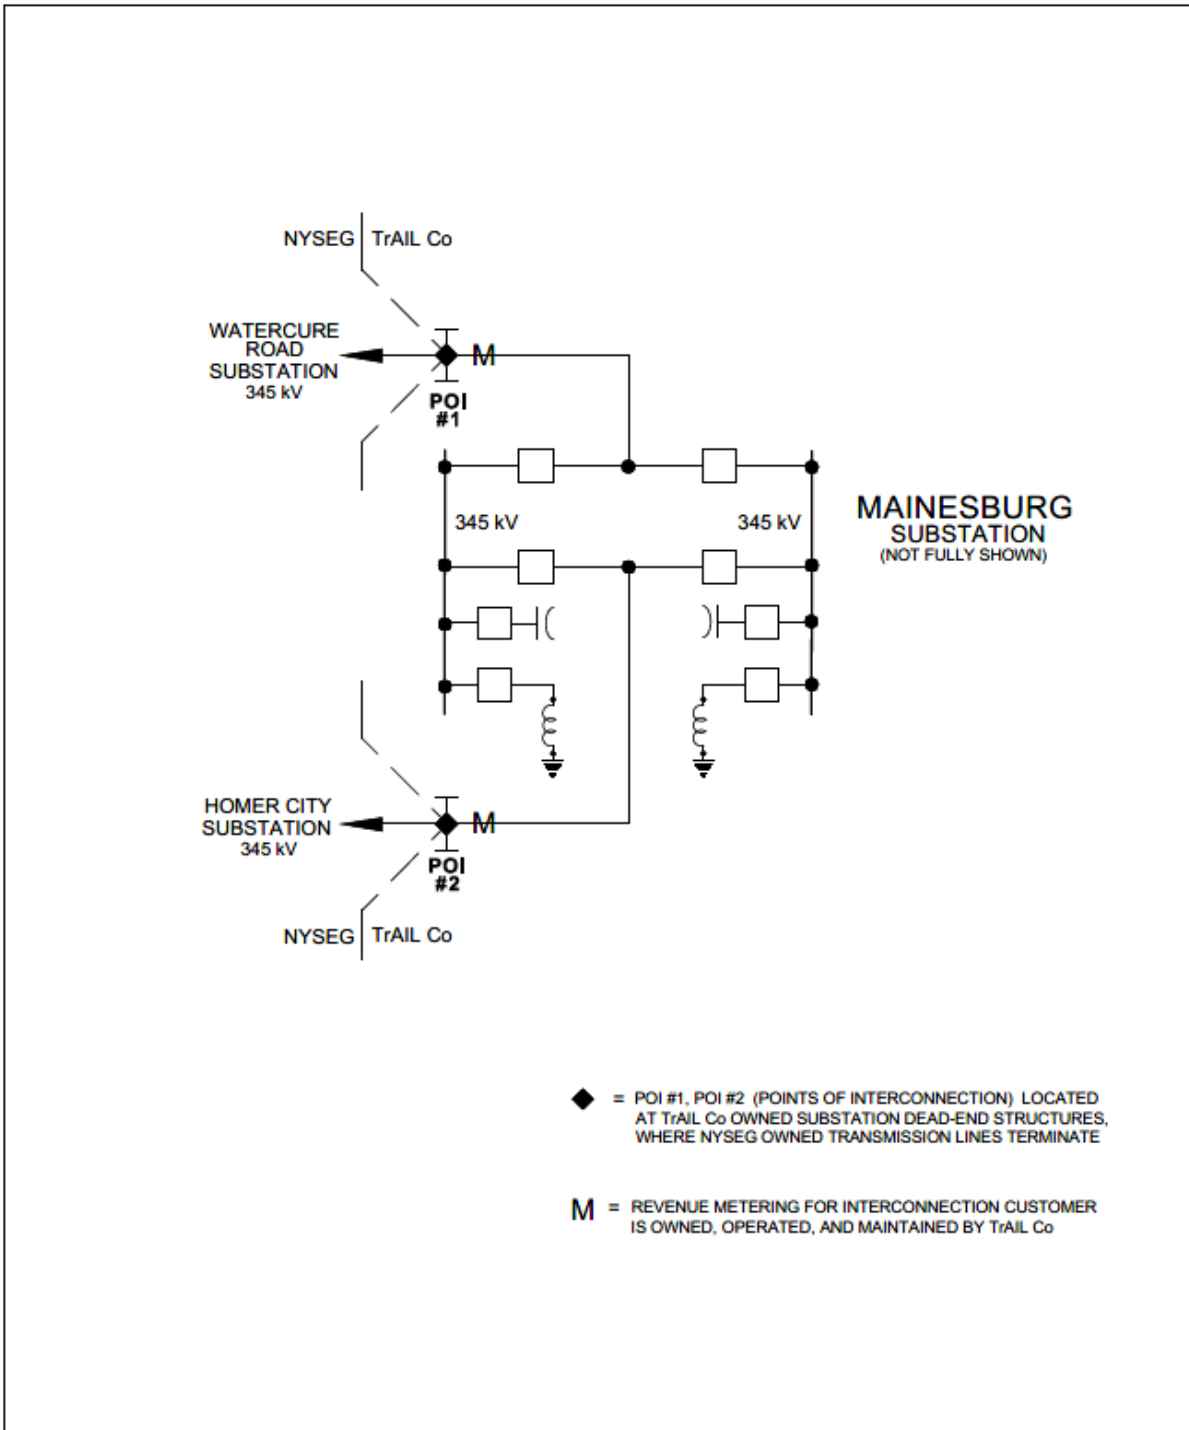 NYSEG TrAIL Co
WATERCURE
ROAD
SUBSTATION
345 kV
M
POI
#1
345 kV
345 kV
MAINESBURG
SUBSTATION
(NOT FULLY SHOWN)
HOMER CITY
SUBSTATION
345 kV
M
POI
#2
NYSEG TrAIL Co
= POI #1, POI #2 (POINTS OF INTERCONNECTION) LOCATED
AT TrAIL Co OWNED SUBSTATION DEAD-END STRUCTURES,
WHERE NYSEG OWNED TRANSMISSION LINES TERMINATE
M = REVENUE METERING FOR INTERCONNECTION CUSTOMER
IS OWNED, OPERATED, AND MAINTAINED BY TrAIL Co